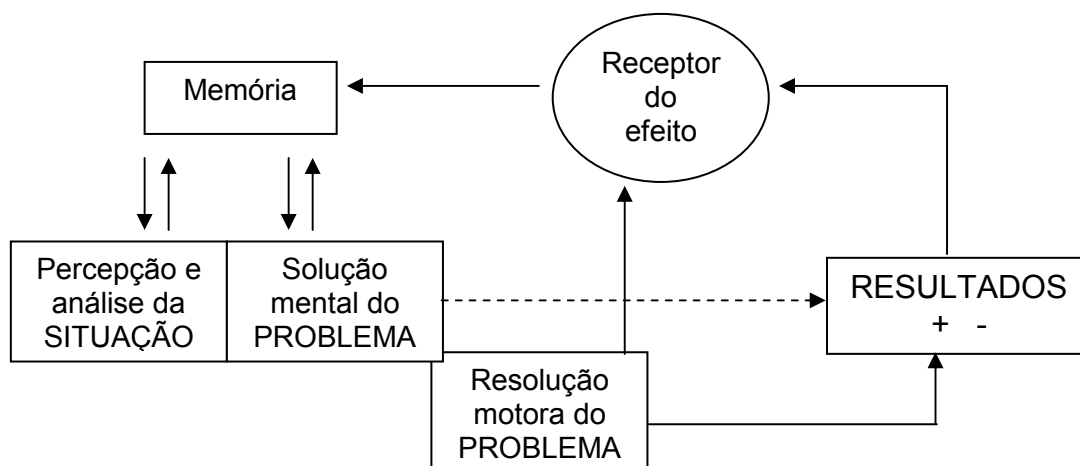 Receptor
do
efeito
Memória
Percepção e
análise da
SITUAÇÃO
Solução
mental do
PROBLEMA
RESULTADOS
+ -
Resolução
motora do
PROBLEMA